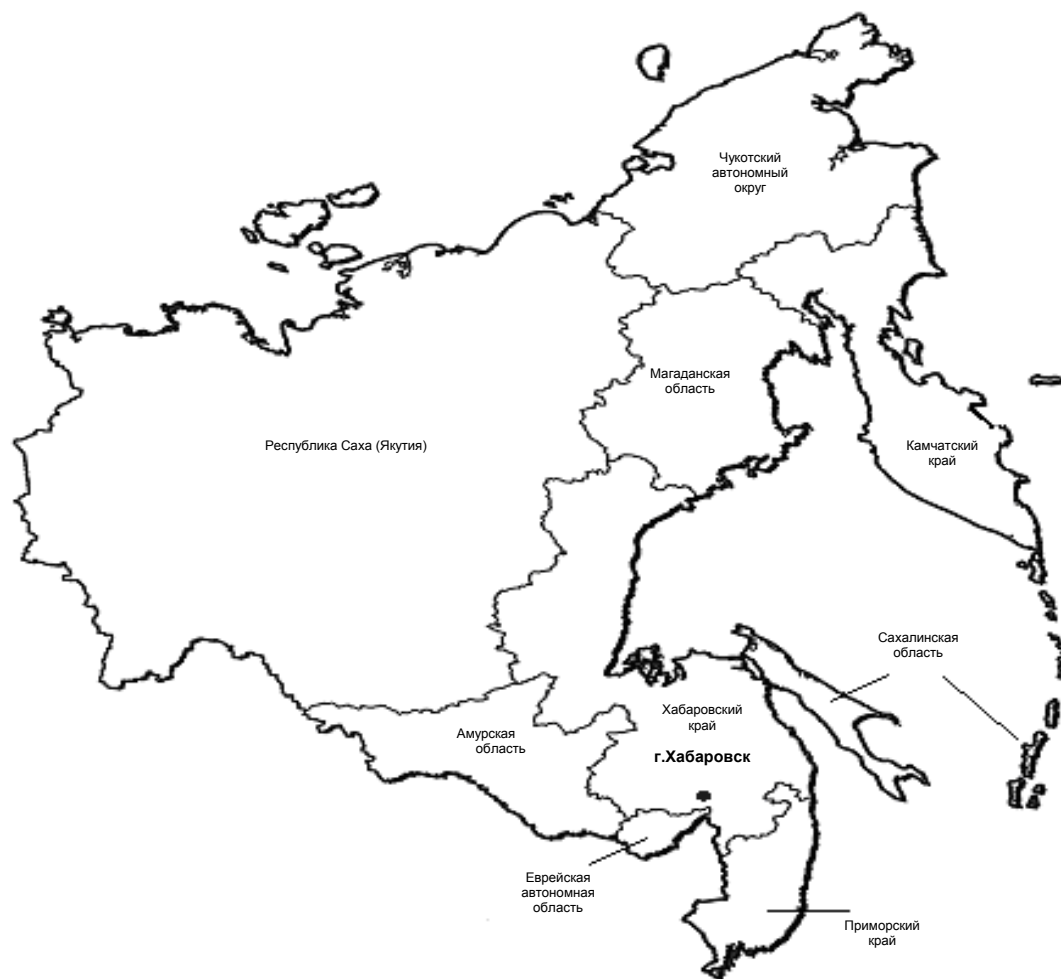 Чукотский
автономный
округ
Магаданская
область
Республика Саха (Якутия)
Камчатский
край
Сахалинская
область
Хабаровский
край
Амурская
область
г.Хабаровск
Еврейская
автономная
область
Приморский
край